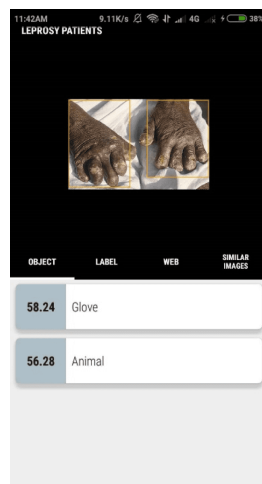 11:42AM 9.11K/s 4G 38%
LEPROSY PATIENTS
OBJECT LABEL WEB SIMILAR
IMAGES
58.24 Glove
56.28 Animal